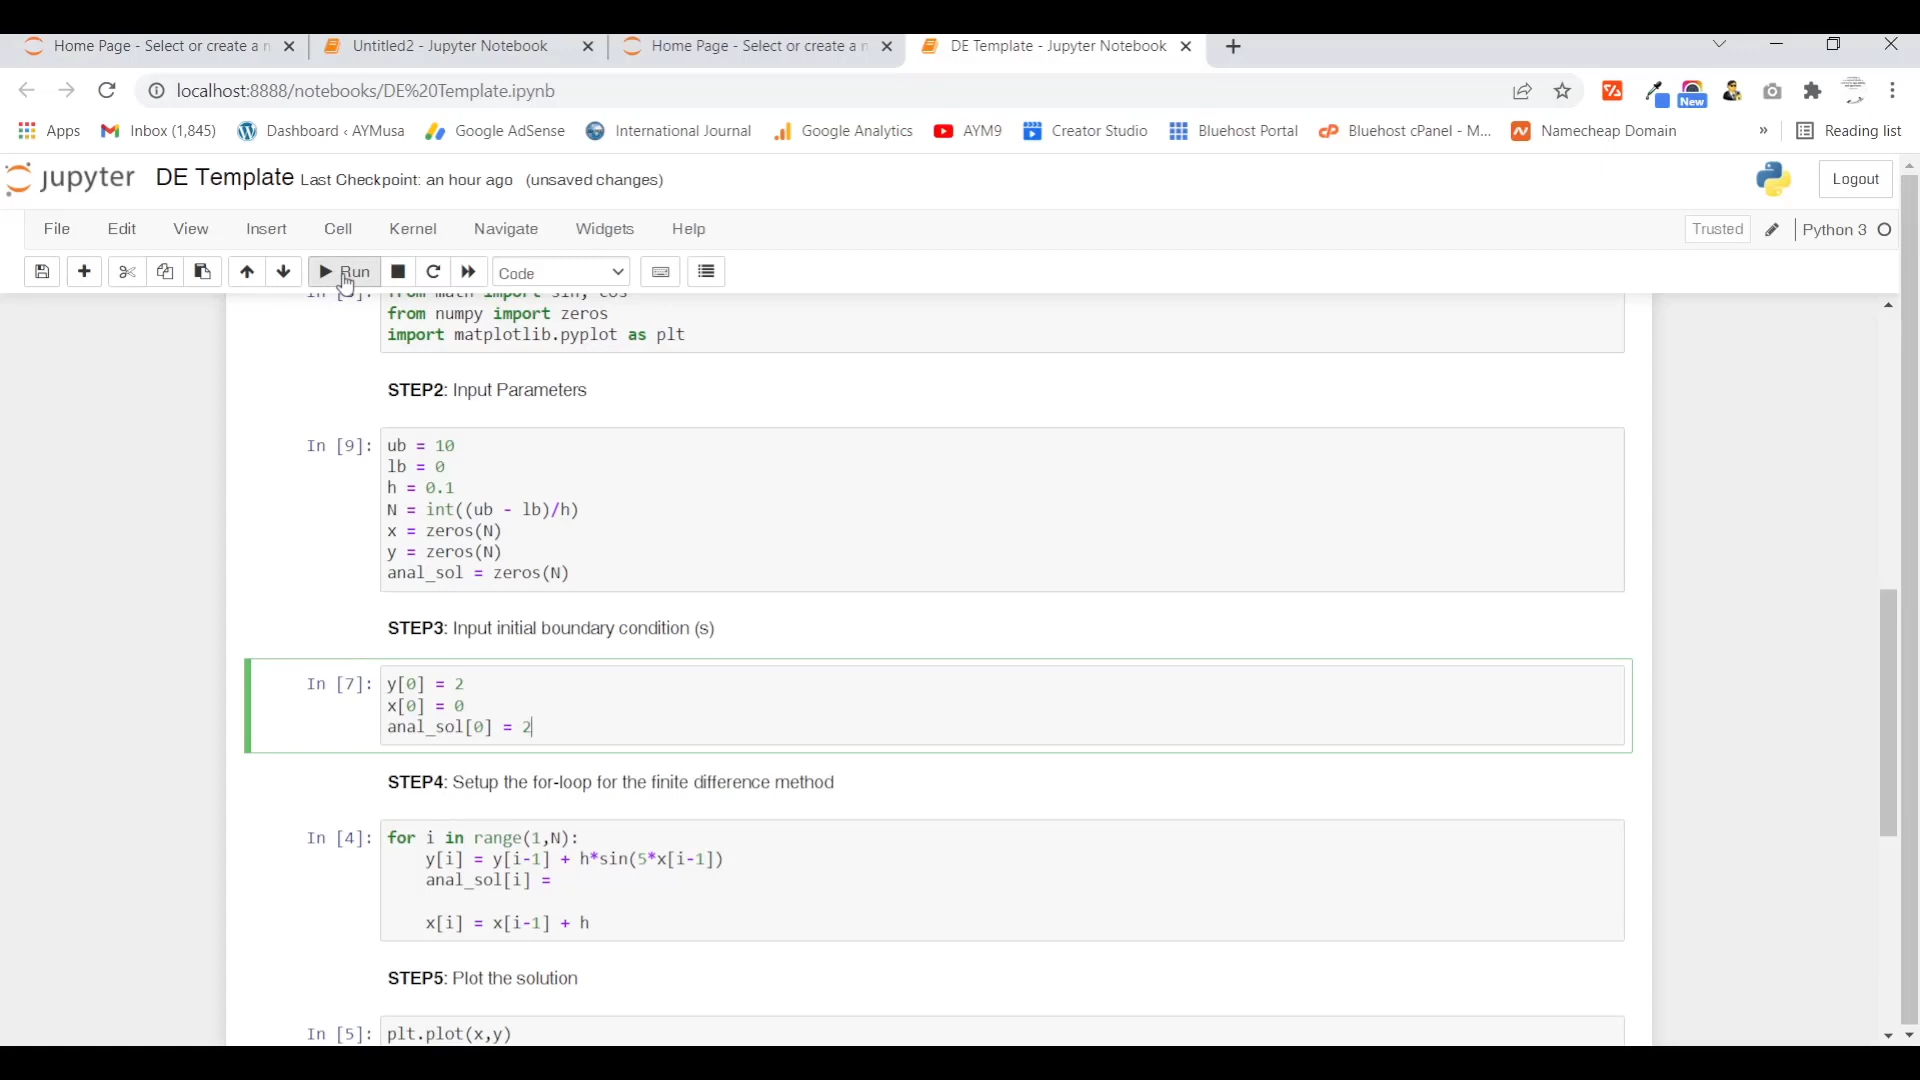 Home Page - Select or create a n
Untitled2 - Jupyter Notebook
Home Page - Select or create a n
DE Template - Jupyter Notebook
localhost:8888/notebooks/DE%20Template.ipynb
New
Apps
Inbox (1,845)
Dashboard ‹ AYMusa
Google AdSense
International Journal
Google Analytics
AYM9
Creator Studio
Bluehost Portal
Bluehost cPanel - M...
Namecheap Domain
»
Reading list
jupyter DE Template Last Checkpoint: an hour ago (unsaved changes)
Logout
File Edit View Insert Cell Kernel Navigate Widgets Help
Trusted Python 3
Run Code
from math import sin, cos
from numpy import zeros
import matplotlib.pyplot as plt
STEP2: Input Parameters
In [9]: ub = 10
lb = 0
h = 0.1
N = int((ub - lb)/h)
x = zeros(N)
y = zeros(N)
anal_sol = zeros(N)
STEP3: Input initial boundary condition (s)
In [7]: y[0] = 2
x[0] = 0
anal_sol[0] = 2
STEP4: Setup the for-loop for the finite difference method
In [4]: for i in range(1,N):
y[i] = y[i-1] + h*sin(5*x[i-1])
anal_sol[i] =
x[i] = x[i-1] + h
STEP5: Plot the solution
In [5]: plt.plot(x,y)